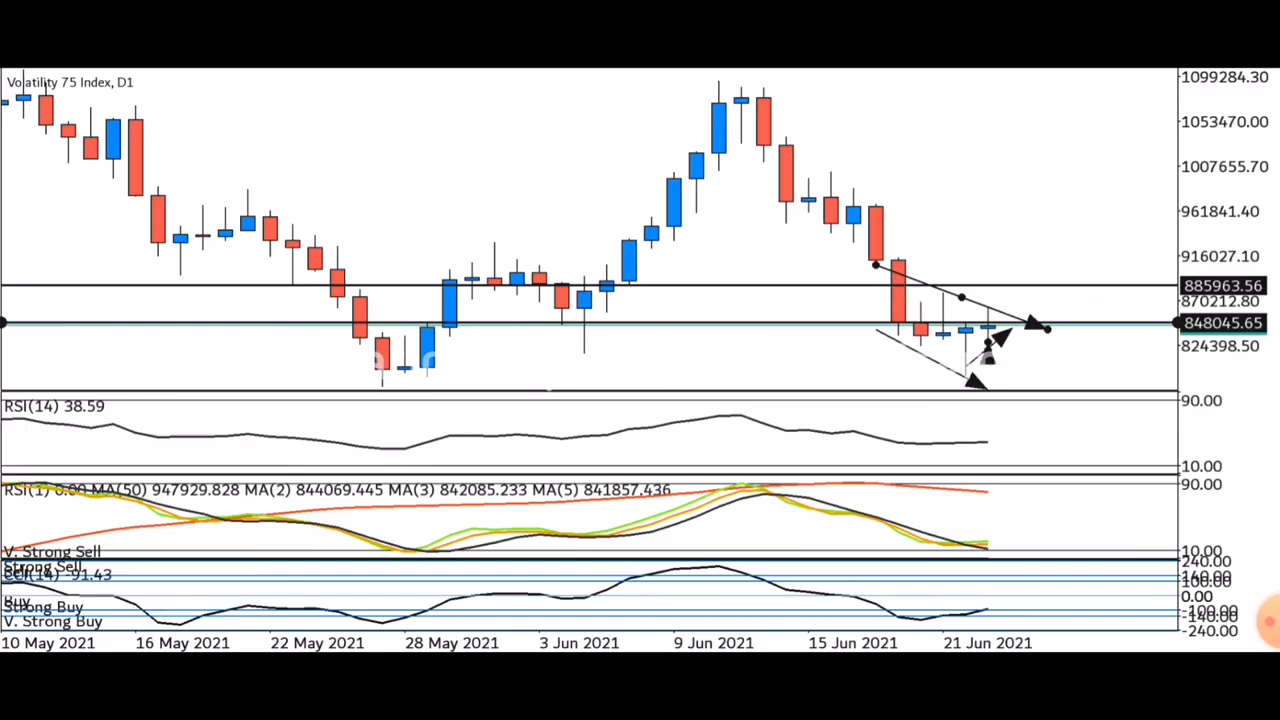 Volatility 75 Index, D1
1099284.30
1053470.00
1007655.70
961841.40
916027.10
885963.56
870212.80
848045.65
824398.50
RSI(14) 38.59
90.00
10.00
RSI(1) 0.00 MA(50) 947929.828 MA(2) 844069.445 MA(3) 842085.233 MA(5) 841857.436
90.00
10.00
V. Strong Sell
Strong Sell
CCI(14) -91.43
Buy
Strong Buy
V. Strong Buy
240.00
140.00
100.00
0.00
-100.00
-140.00
-240.00
10 May 2021 16 May 2021 22 May 2021 28 May 2021 3 Jun 2021 9 Jun 2021 15 Jun 2021 21 Jun 2021